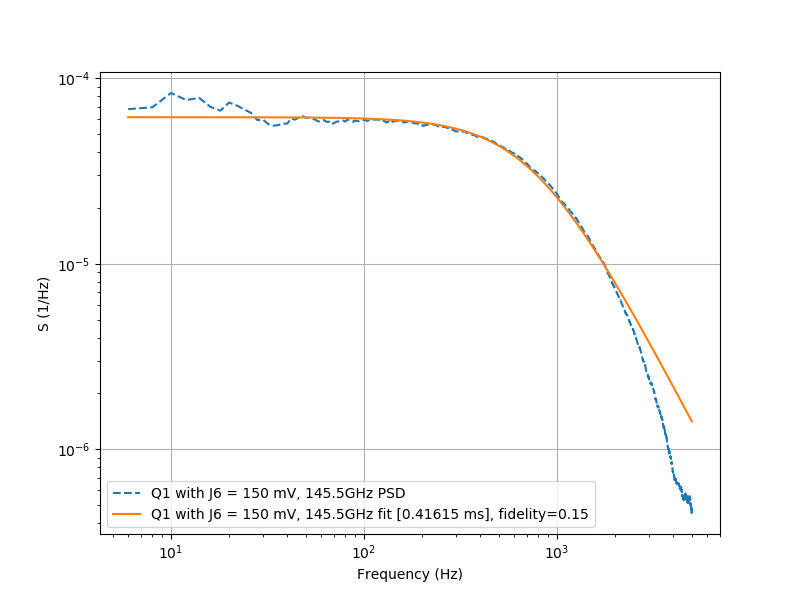 10⁻⁴
10⁻⁵
10⁻⁶
S (1/Hz)
Q1 with J6 = 150 mV, 145.5GHz PSD
Q1 with J6 = 150 mV, 145.5GHz fit [0.41615 ms], fidelity=0.15
10¹ 10² 10³
Frequency (Hz)